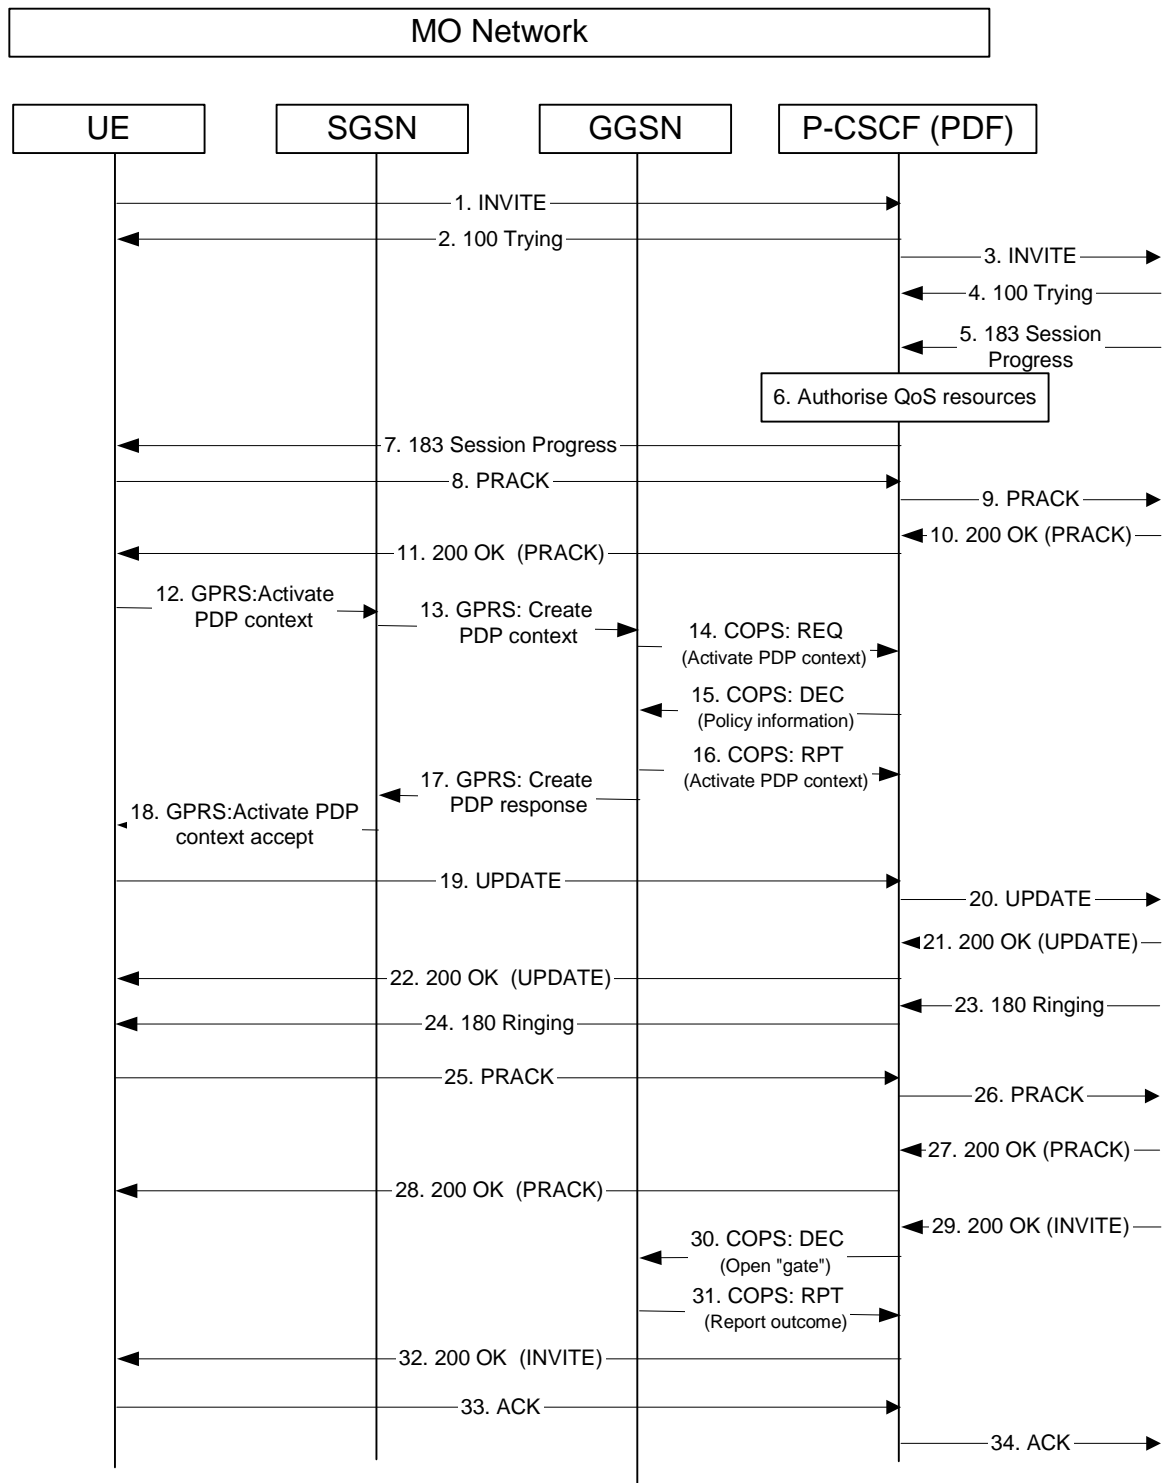 MO Network
UE
SGSN
GGSN
P-CSCF (PDF)
1. INVITE
2. 100 Trying
3. INVITE
4. 100 Trying
5. 183 Session
Progress
6. Authorise QoS resources
7. 183 Session Progress
8. PRACK
9. PRACK
10. 200 OK (PRACK)
11. 200 OK (PRACK)
12. GPRS:Activate
PDP context
13. GPRS: Create
PDP context
14. COPS: REQ
(Activate PDP context)
15. COPS: DEC
(Policy information)
16. COPS: RPT
(Activate PDP context)
17. GPRS: Create
PDP response
18. GPRS:Activate PDP
context accept
19. UPDATE
20. UPDATE
21. 200 OK (UPDATE)
22. 200 OK (UPDATE)
23. 180 Ringing
24. 180 Ringing
25. PRACK
26. PRACK
27. 200 OK (PRACK)
28. 200 OK (PRACK)
29. 200 OK (INVITE)
30. COPS: DEC
(Open "gate")
31. COPS: RPT
(Report outcome)
32. 200 OK (INVITE)
33. ACK
34. ACK